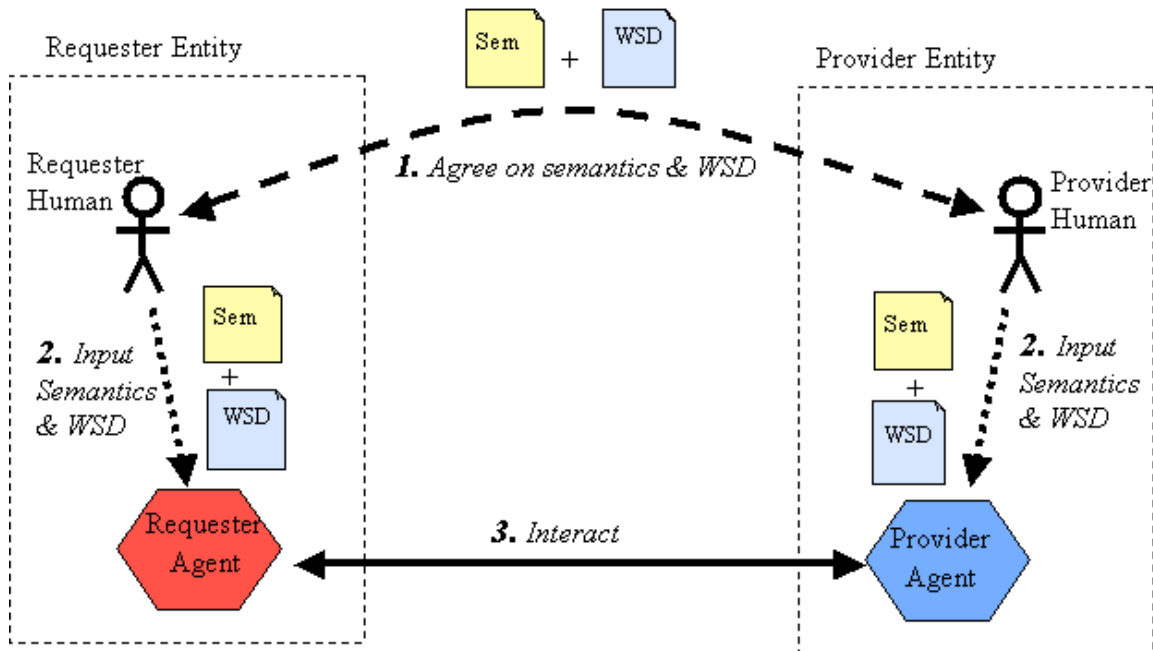 Requester Entity
Sem
+
WSD
Provider Entity
1. Agree on semantics & WSD
Requester
Human
Provider
Human
Sem
+
WSD
2. Input
Semantics
& WSD
Sem
+
WSD
2. Input
Semantics
& WSD
Requester
Agent
3. Interact
Provider
Agent